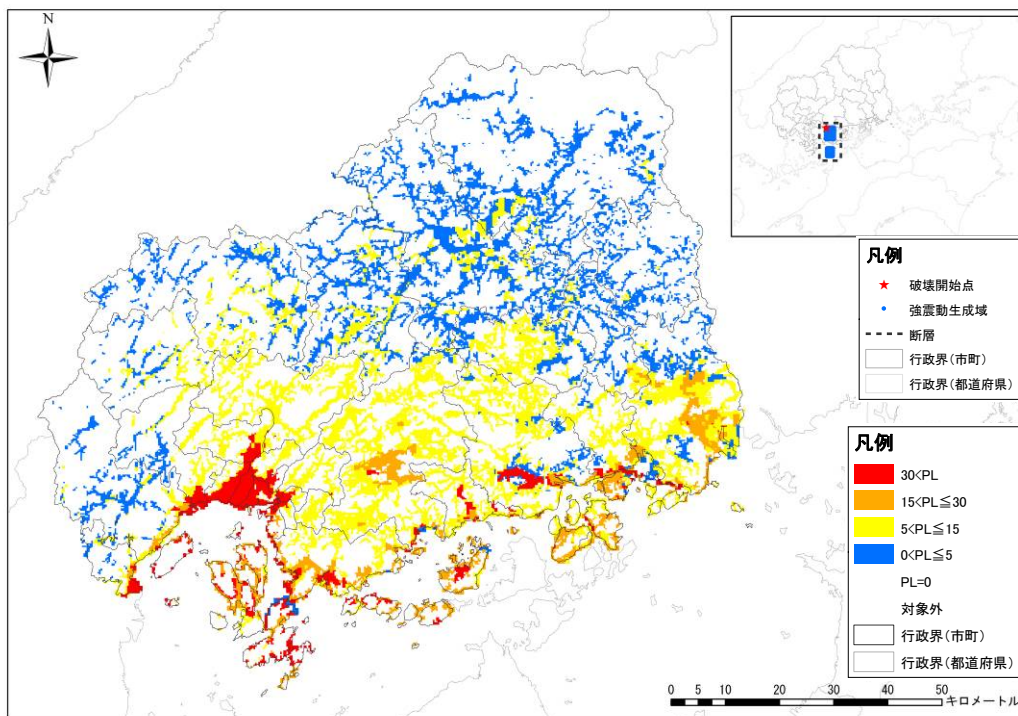 N
凡例
破壊開始点
強震動生成域
断層
行政界(市町)
行政界(都道府県)
凡例
30<PL
15<PL≦30
5<PL≦15
0<PL≦5
PL=0
対象外
行政界(市町)
行政界(都道府県)
0 5 10 20 30 40 50
キロメートル